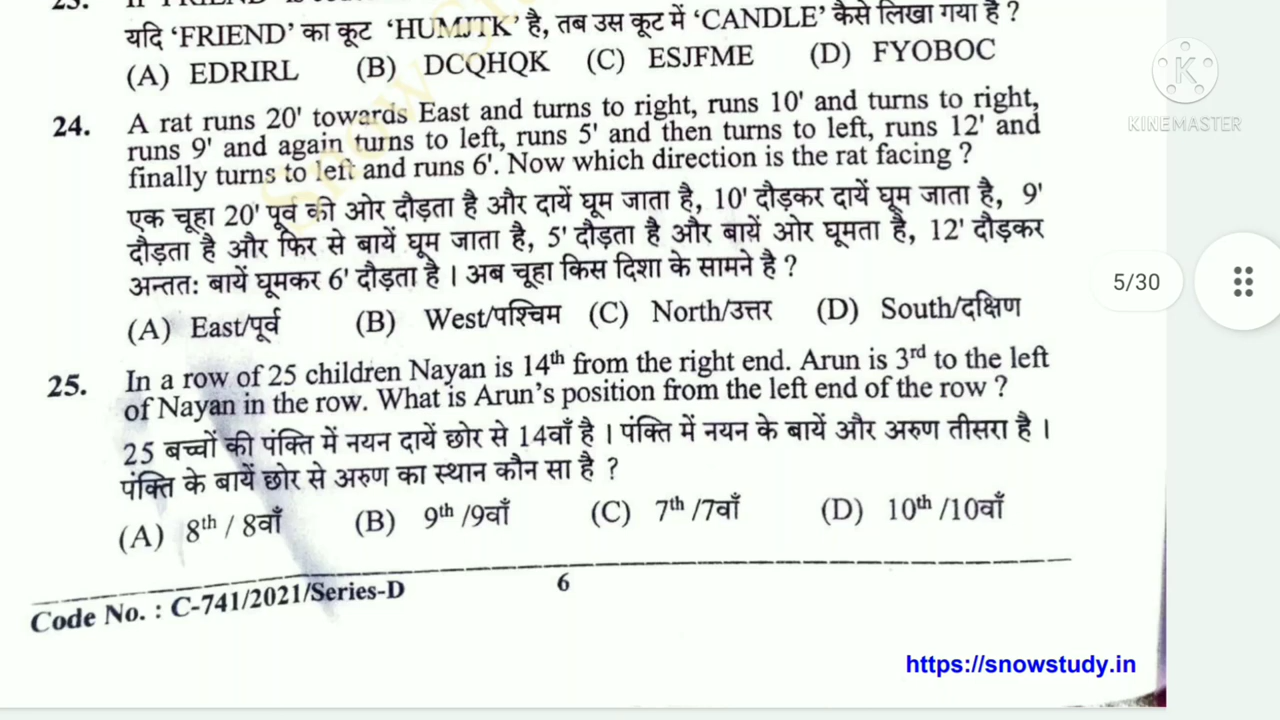 यदि ‘FRIEND’ का कूट ‘HUMJTK’ है, तब उस कूट में ‘CANDLE’ कैसे लिखा गया है ?
(A) EDRIRL (B) DCQHQK (C) ESJFME (D) FYOBOC
24. A rat runs 20' towards East and turns to right, runs 10' and turns to right,
runs 9' and again turns to left, runs 5' and then turns to left, runs 12' and
finally turns to left and runs 6'. Now which direction is the rat facing ?
एक चूहा 20' पूर्व की ओर दौड़ता है और दायें घूम जाता है, 10' दौड़कर दायें घूम जाता है, 9'
दौड़ता है और फिर से बायें घूम जाता है, 5' दौड़ता है और बायें ओर घूमता है, 12' दौड़कर
अन्ततः बायें घूमकर 6' दौड़ता है । अब चूहा किस दिशा के सामने है ?
(A) East/पूर्व (B) West/पश्चिम (C) North/उत्तर (D) South/दक्षिण
25. In a row of 25 children Nayan is 14th from the right end. Arun is 3rd to the left
of Nayan in the row. What is Arun’s position from the left end of the row ?
25 बच्चों की पंक्ति में नयन दायें छोर से 14वाँ है । पंक्ति में नयन के बायें और अरुण तीसरा है ।
पंक्ति के बायें छोर से अरुण का स्थान कौन सा है ?
(A) 8th / 8वाँ (B) 9th /9वाँ (C) 7th /7वाँ (D) 10th /10वाँ
Code No. : C-741/2021/Series-D 6
https://snowstudy.in
KINEMASTER
5/30